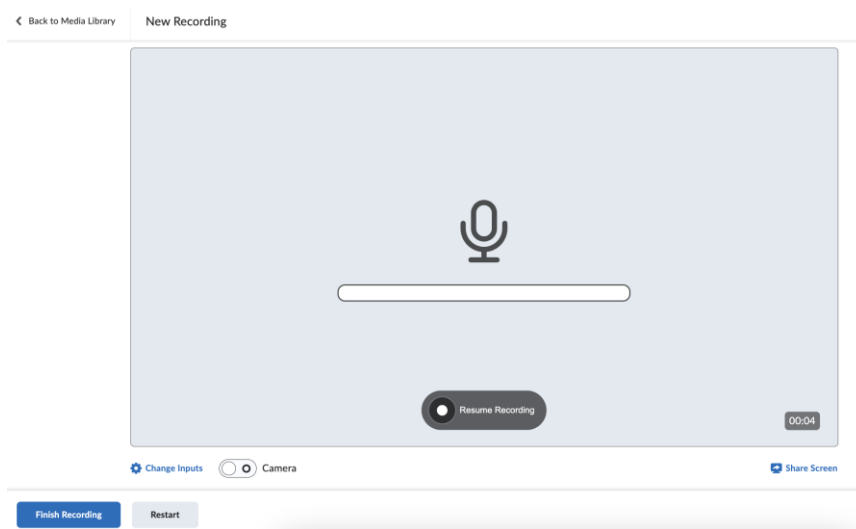 Back to Media Library
New Recording
Resume Recording
00:04
Change Inputs
Camera
Share Screen
Finish Recording
Restart